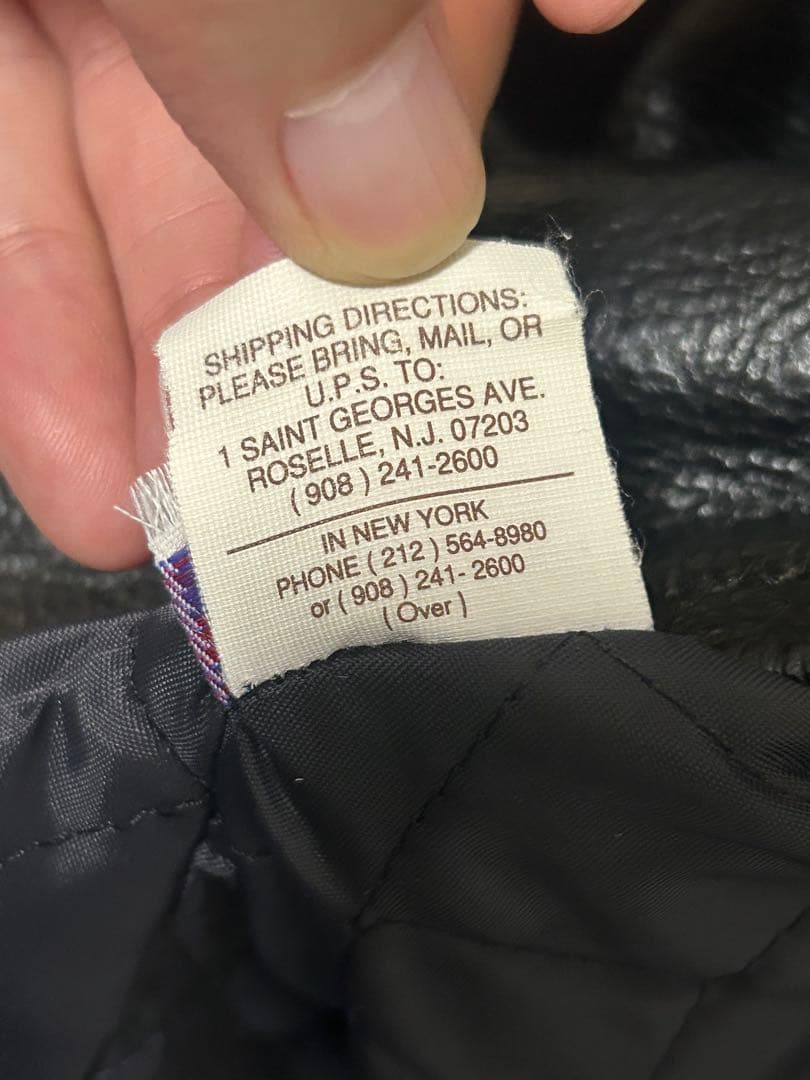 SHIPPING DIRECTIONS:
PLEASE BRING, MAIL, OR
U.P.S. TO:
1 SAINT GEORGES AVE.
ROSELLE, N.J. 07203
( 908 ) 241-2600
IN NEW YORK
PHONE ( 212 ) 564-8980
or ( 908 ) 241- 2600
( Over )